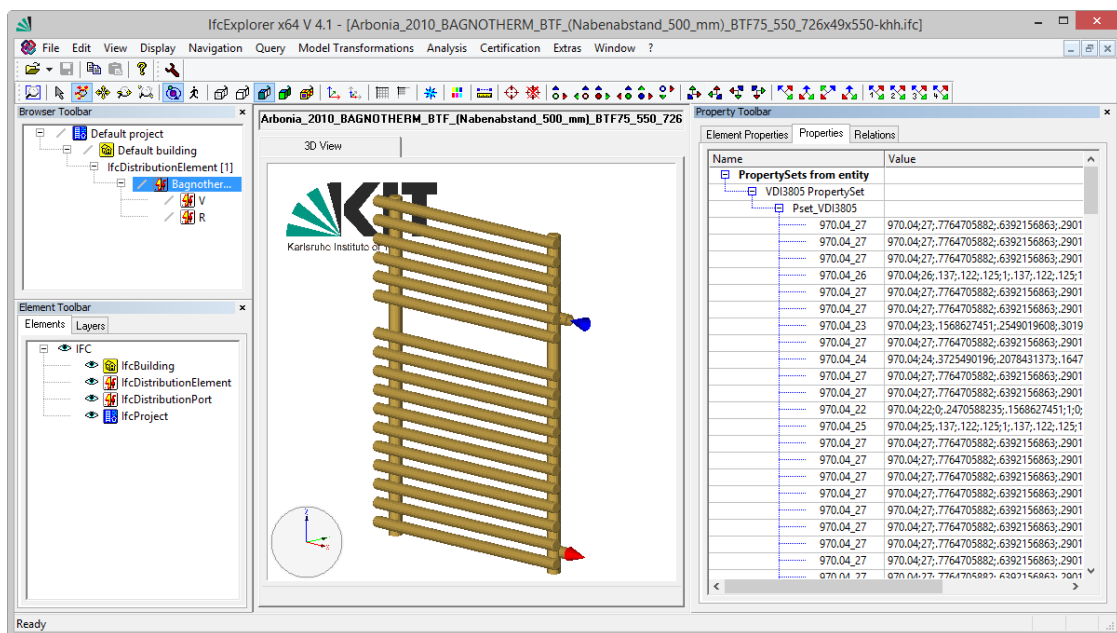 IfcExplorer x64 V 4.1 - [Arbonia_2010_BAGNOTHERM_BTF_(Nabenabstand_500_mm)_BTF75_550_726x49x550-khh.ifc]
File Edit View Display Navigation Query Model Transformations Analysis Certification Extras Window ?
Browser Toolbar
Default project
Default building
IfcDistributionElement [1]
Bagnother...
V
R
Element Toolbar
Elements Layers
IFC
IfcBuilding
IfcDistributionElement
IfcDistributionPort
IfcProject
Arbonia_2010_BAGNOTHERM_BTF_(Nabenabstand_500_mm)_BTF75_550_726
3D View
KIT
Karlsruhe Institute of
Z
X
Property Toolbar
Element Properties Properties Relations
Name Value
PropertySets from entity
VDI3805 PropertySet
Pset_VDI3805
970.04_27 970.04;27;.7764705882;.6392156863;.2901
970.04_27 970.04;27;.7764705882;.6392156863;.2901
970.04_27 970.04;27;.7764705882;.6392156863;.2901
970.04_26 970.04;26;.137;.122;.125;1;.137;.122;.125;1
970.04_27 970.04;27;.7764705882;.6392156863;.2901
970.04_27 970.04;27;.7764705882;.6392156863;.2901
970.04_23 970.04;23;.1568627451;.2549019608;.3019
970.04_27 970.04;27;.7764705882;.6392156863;.2901
970.04_24 970.04;24;.3725490196;.2078431373;.1647
970.04_27 970.04;27;.7764705882;.6392156863;.2901
970.04_27 970.04;27;.7764705882;.6392156863;.2901
970.04_22 970.04;22;0;.2470588235;.1568627451;1;0;
970.04_25 970.04;25;.137;.122;.125;1;.137;.122;.125;1
970.04_27 970.04;27;.7764705882;.6392156863;.2901
970.04_27 970.04;27;.7764705882;.6392156863;.2901
970.04_27 970.04;27;.7764705882;.6392156863;.2901
970.04_27 970.04;27;.7764705882;.6392156863;.2901
970.04_27 970.04;27;.7764705882;.6392156863;.2901
970.04_27 970.04;27;.7764705882;.6392156863;.2901
970.04_27 970.04;27;.7764705882;.6392156863;.2901
970.04_27 970.04;27;.7764705882;.6392156863;.2901
970.04_27 970.04;27;.7764705882;.6392156863;.2901
Ready